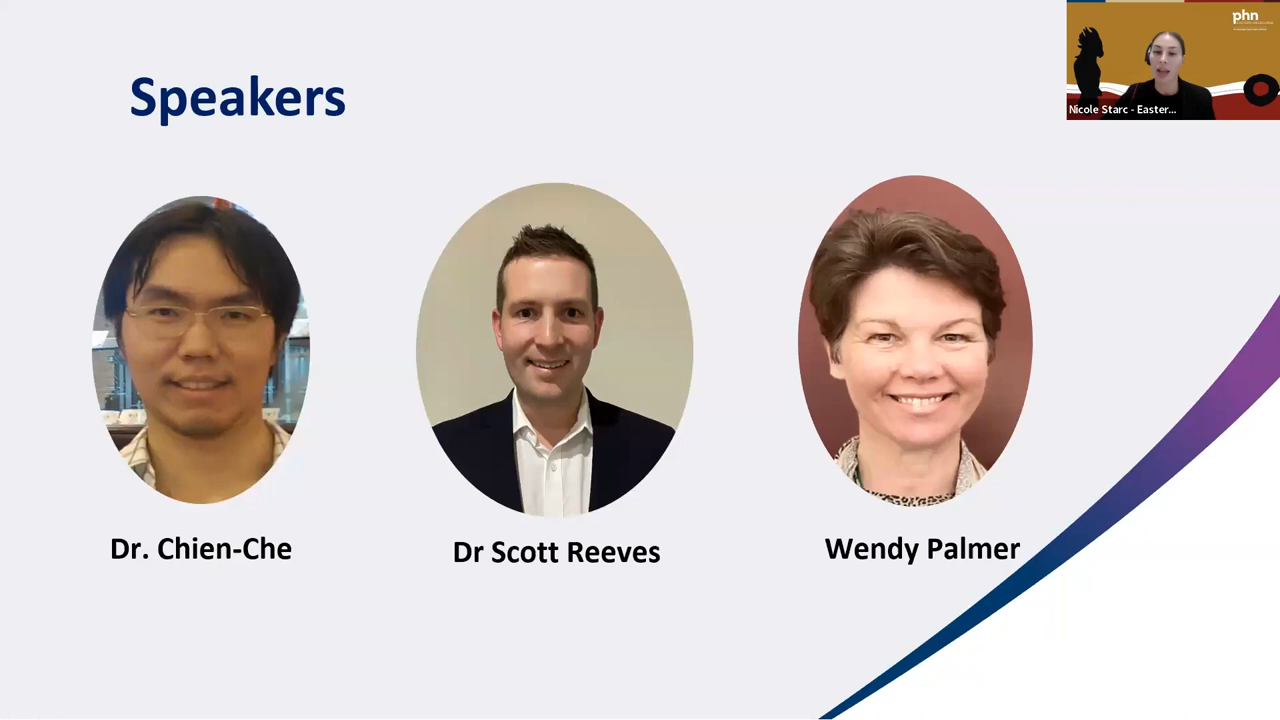 Speakers
phn
Nicole Starc - Easter...
Dr. Chien-Che
Dr Scott Reeves
Wendy Palmer